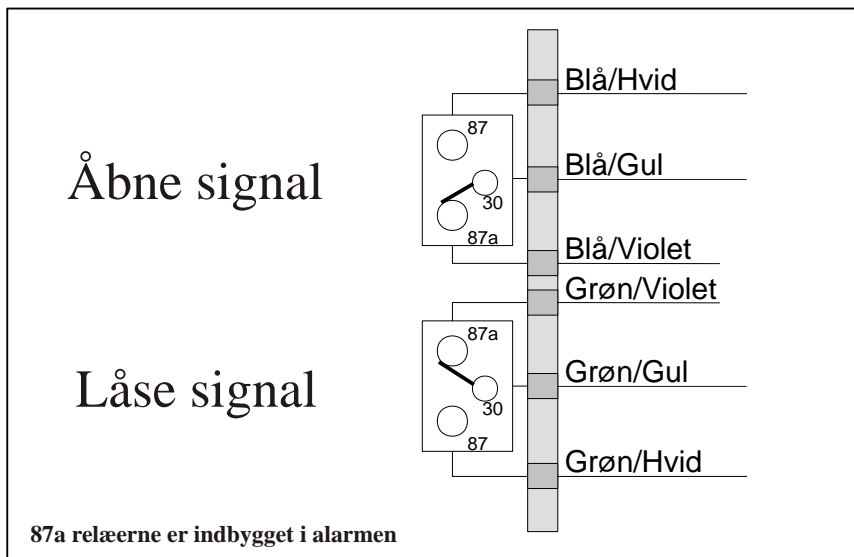 Åbne signal
87
30
87a
Blå/Hvid
Blå/Gul
Blå/Violet
Låse signal
87a
30
87
Grøn/Violet
Grøn/Gul
Grøn/Hvid
87a relæerne er indbygget i alarmen